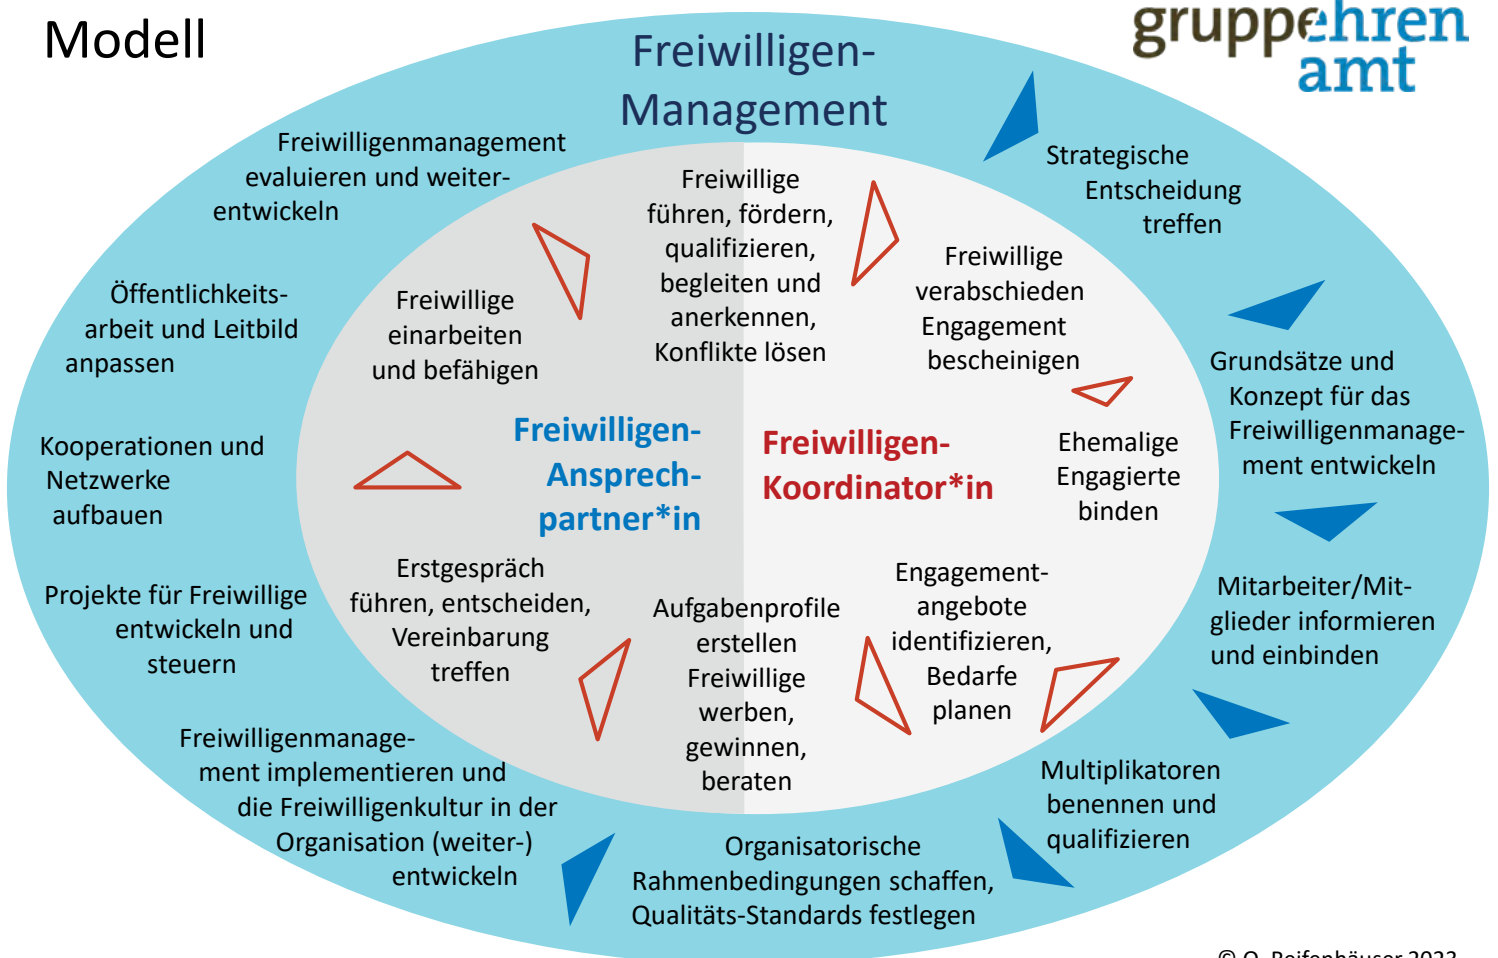 Modell
gruppehren
amt
Freiwilligen-
Management
Strategische
Entscheidung
treffen
Grundsätze und
Konzept für das
Freiwilligenmanage-
ment entwickeln
Mitarbeiter/Mit-
glieder informieren
und einbinden
Multiplikatoren
benennen und
qualifizieren
Organisatorische
Rahmenbedingungen schaffen,
Qualitäts-Standards festlegen
Freiwilligenmanage-
ment implementieren und
die Freiwilligenkultur in der
Organisation (weiter-)
entwickeln
Projekte für Freiwillige
entwickeln und
steuern
Kooperationen und
Netzwerke
aufbauen
Öffentlichkeits-
arbeit und Leitbild
anpassen
Freiwilligenmanagement
evaluieren und weiter-
entwickeln
Freiwillige
führen, fördern,
qualifizieren,
begleiten und
anerkennen,
Konflikte lösen
Freiwillige
verabschieden
Engagement
bescheinigen
Ehemalige
Engagierte
binden
Engagement-
angebote
identifizieren,
Bedarfe
planen
Aufgabenprofile
erstellen
Freiwillige
werben,
gewinnen,
beraten
Erstgespräch
führen, entscheiden,
Vereinbarung
treffen
Freiwillige
einarbeiten
und befähigen
Freiwilligen-
Ansprech-
partner*in
Freiwilligen-
Koordinator*in
© O. Reifenhäuser 2022